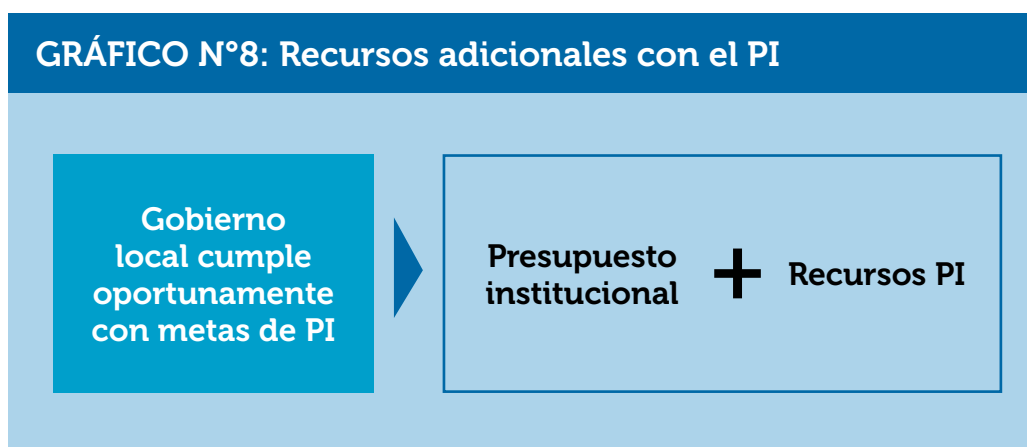 GRÁFICO N°8: Recursos adicionales con el PI
Gobierno
local cumple
oportunamente
con metas de PI
Presupuesto
institucional
+
Recursos PI